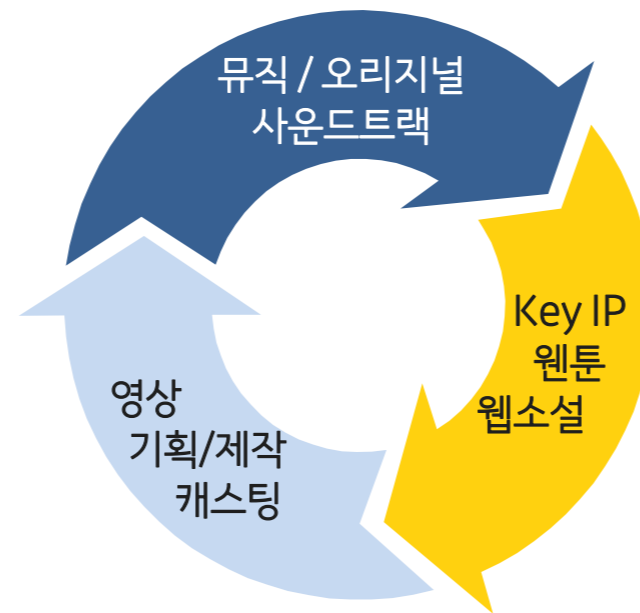 뮤직 / 오리지널
사운드트랙
Key IP
웬툰
웹소설
영상
기획/제작
캐스팅